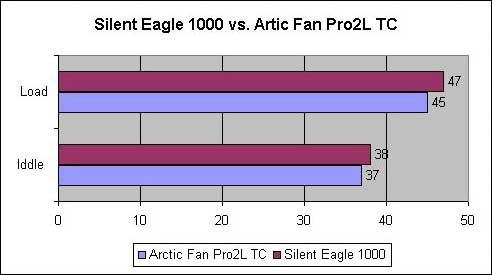 Silent Eagle 1000 vs. Artic Fan Pro2L TC
Load
47
45
Iddle
38
37
0 10 20 30 40 50
Arctic Fan Pro2L TC Silent Eagle 1000